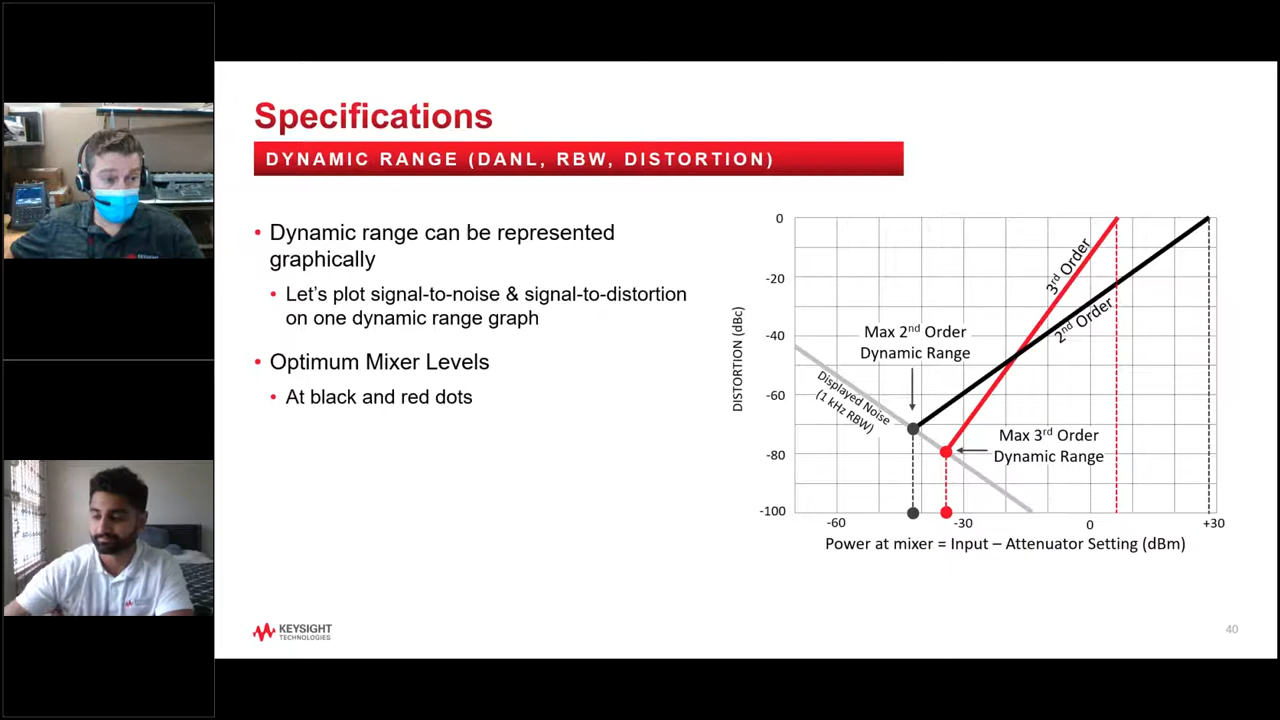 Specifications
DYNAMIC RANGE (DANL, RBW, DISTORTION)
• Dynamic range can be represented
graphically
• Let's plot signal-to-noise & signal-to-distortion
on one dynamic range graph
• Optimum Mixer Levels
• At black and red dots
0
-20
-40
-60
-80
-100
DISTORTION (dBc)
3rd Order
2nd Order
Max 2nd Order
Dynamic Range
Displayed Noise
(1 kHz RBW)
Max 3rd Order
Dynamic Range
-60
-30
0
+30
Power at mixer = Input – Attenuator Setting (dBm)
KEYSIGHT
TECHNOLOGIES
40
KEYSIGHT